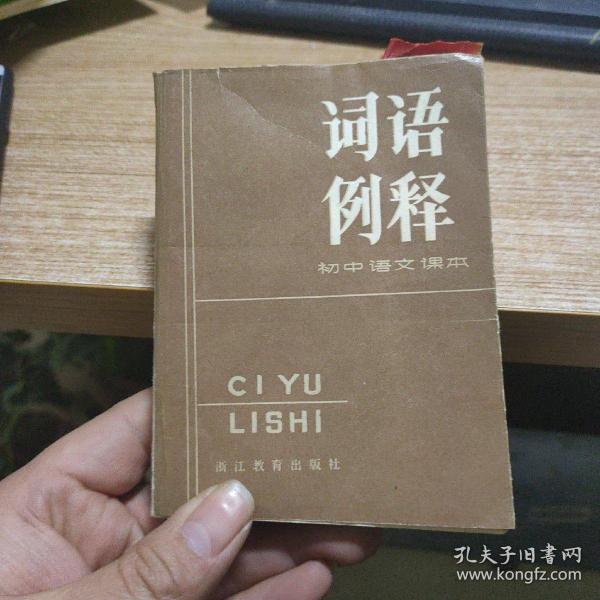 词语
例释
初中语文课本
CI YU
LISHI
浙江教育出版社
孔夫子旧书网
www.kongfz.com